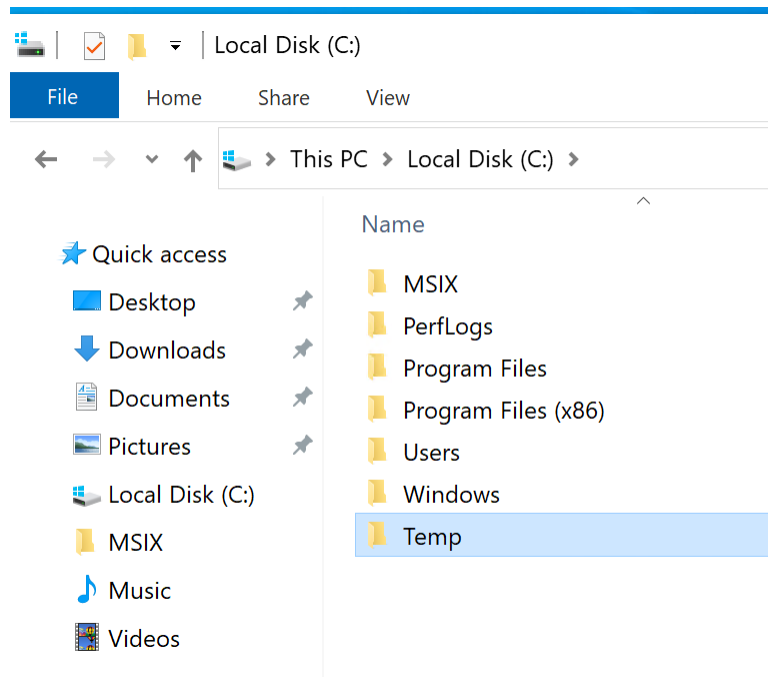 Local Disk (C:)
File Home Share View
This PC Local Disk (C:)
Name
Quick access
Desktop
Downloads
Documents
Pictures
Local Disk (C:)
MSIX
Music
Videos
MSIX
PerfLogs
Program Files
Program Files (x86)
Users
Windows
Temp